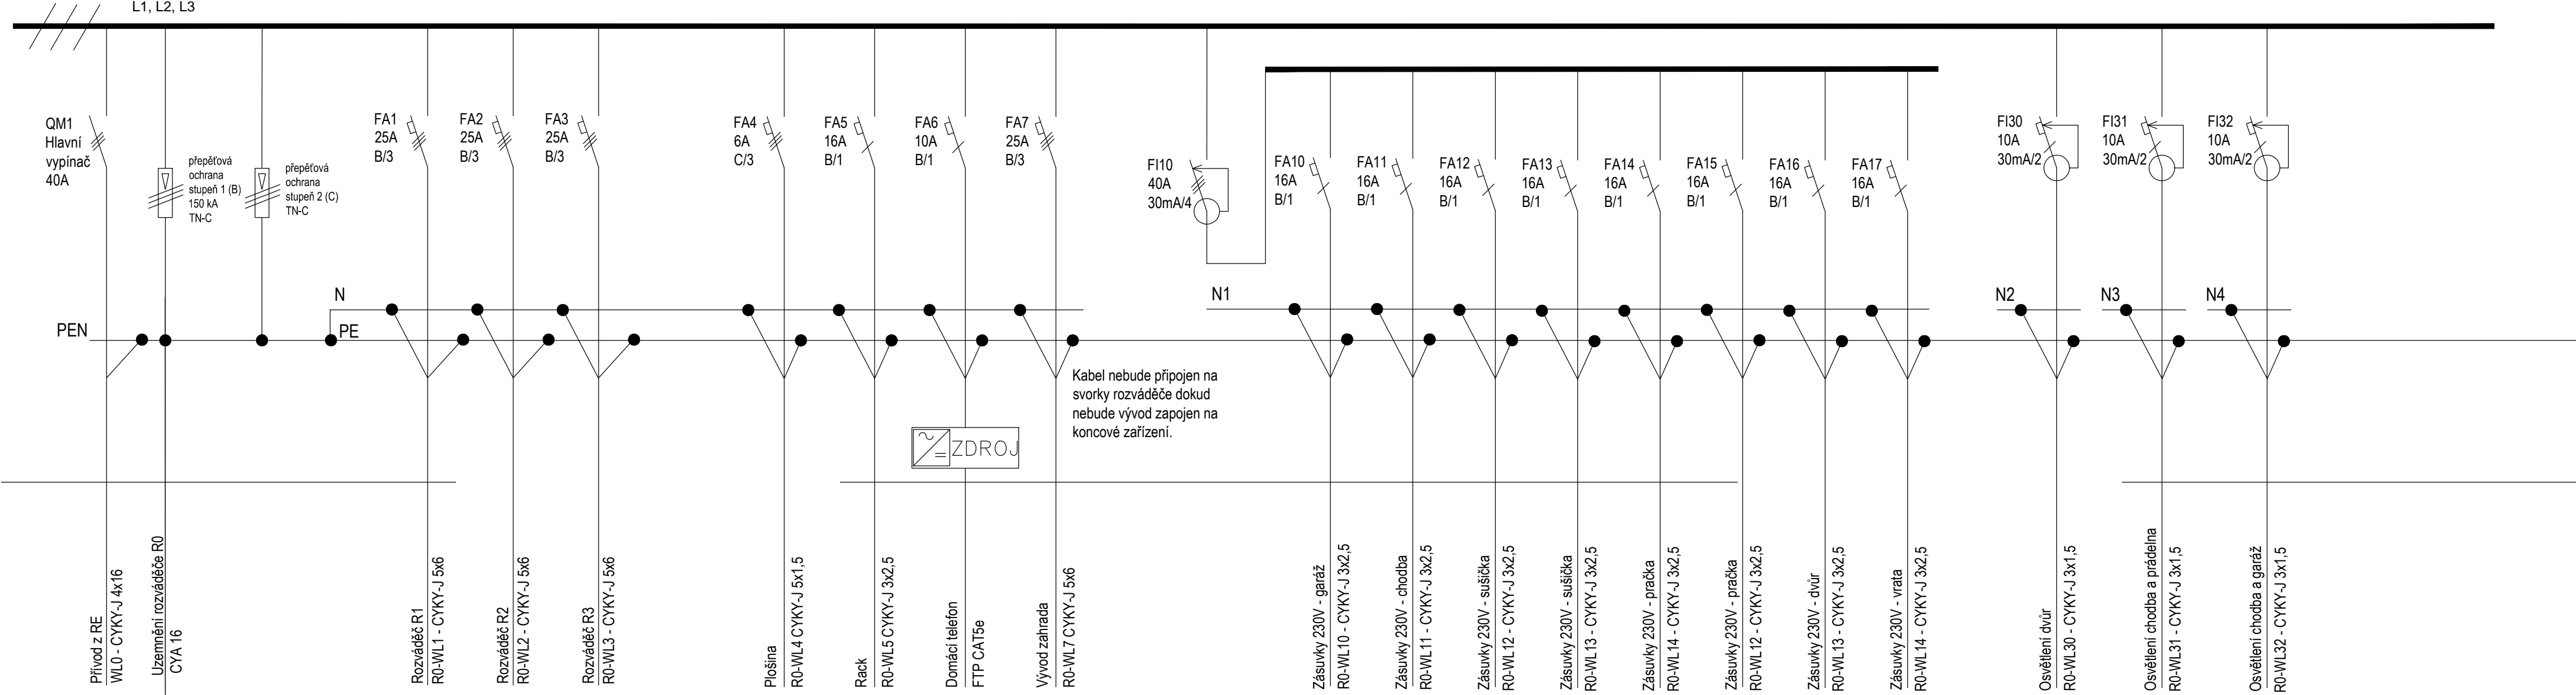 L1, L2, L3
QM1
Hlavní
vypínač
40A
přepěťová
ochrana
stupeň 1 (B)
150 kA
TN-C
přepěťová
ochrana
stupeň 2 (C)
TN-C
FA1
25A
B/3
FA2
25A
B/3
FA3
25A
B/3
FA4
6A
C/3
FA5
16A
B/1
FA6
10A
B/1
FA7
25A
B/3
FI10
40A
30mA/4
FA10
16A
B/1
FA11
16A
B/1
FA12
16A
B/1
FA13
16A
B/1
FA14
16A
B/1
FA15
16A
B/1
FA16
16A
B/1
FA17
16A
B/1
FI30
10A
30mA/2
FI31
10A
30mA/2
FI32
10A
30mA/2
N
PEN
PE
N1
N2
N3
N4
Kabel nebude připojen na
svorky rozváděče dokud
nebude vývod zapojen na
koncové zařízení.
ZDROJ
Přívod z RE
WL0 - CYKY-J 4x16
Uzemnění rozváděče R0
CYA 16
Rozváděč R1
R0-WL1 - CYKY-J 5x6
Rozváděč R2
R0-WL2 - CYKY-J 5x6
Rozváděč R3
R0-WL3 - CYKY-J 5x6
Plošina
R0-WL4 CYKY-J 5x1,5
Rack
R0-WL5 CYKY-J 3x2,5
Domácí telefon
FTP CAT5e
Vývod zahrada
R0-WL7 CYKY-J 5x6
Zásuvky 230V - garáž
R0-WL10 - CYKY-J 3x2,5
Zásuvky 230V - chodba
R0-WL11 - CYKY-J 3x2,5
Zásuvky 230V - sušička
R0-WL12 - CYKY-J 3x2,5
Zásuvky 230V - sušička
R0-WL13 - CYKY-J 3x2,5
Zásuvky 230V - pračka
R0-WL14 - CYKY-J 3x2,5
Zásuvky 230V - pračka
R0-WL12 - CYKY-J 3x2,5
Zásuvky 230V - dvůr
R0-WL13 - CYKY-J 3x2,5
Zásuvky 230V - vrata
R0-WL14 - CYKY-J 3x2,5
Osvětlení dvůr
R0-WL30 - CYKY-J 3x1,5
Osvětlení chodba a prádelna
R0-WL31 - CYKY-J 3x1,5
Osvětlení chodba a garáž
R0-WL32 - CYKY-J 3x1,5